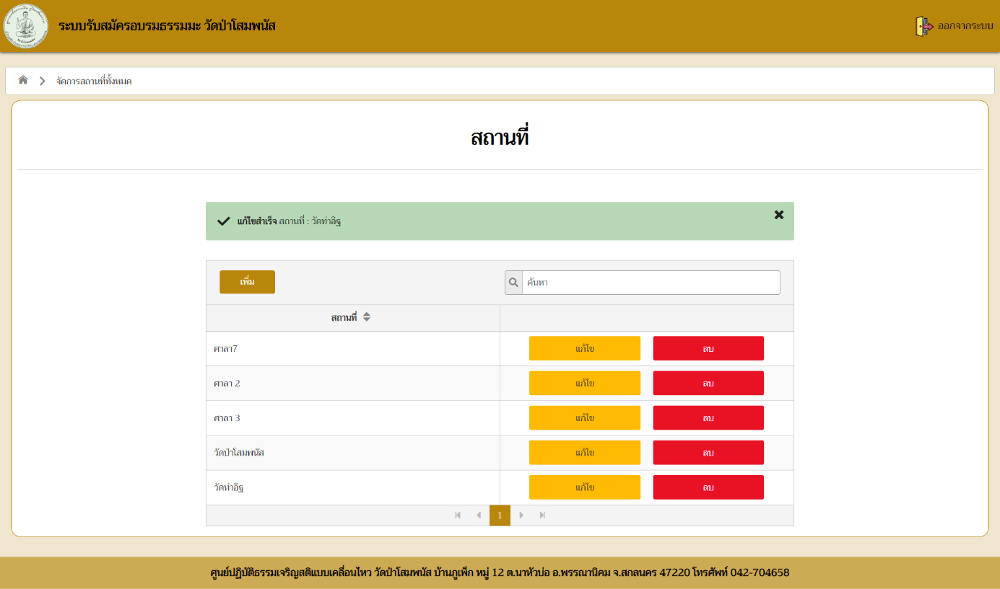 ระบบรับสมัครอบรมธรรมมะ วัดป่าโสมพนัส
ออกจากระบบ
จัดการสถานที่ทั้งหมด
สถานที่
แก้ไขสำเร็จ สถานที่ : วัดท่าอิฐ
เพิ่ม
ค้นหา
สถานที่
ศาลา7 แก้ไข ลบ
ศาลา 2 แก้ไข ลบ
ศาลา 3 แก้ไข ลบ
วัดป่าโสมพนัส แก้ไข ลบ
วัดท่าอิฐ แก้ไข ลบ
1
ศูนย์ปฏิบัติธรรมเจริญสติแบบเคลื่อนไหว วัดป่าโสมพนัส บ้านภูเพ็ก หมู่ 12 ต.นาหัวบ่อ อ.พรรณานิคม จ.สกลนคร 47220 โทรศัพท์ 042-704658